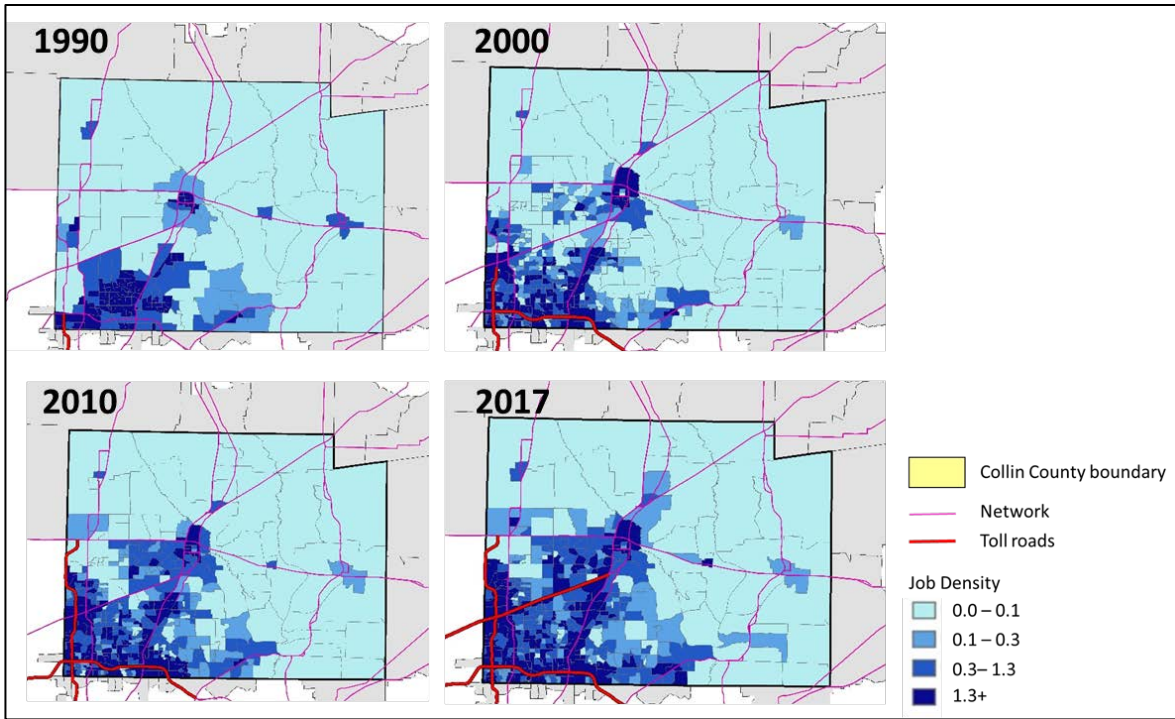 1990
2000
2010
2017
Collin County boundary
Network
Toll roads
Job Density
0.0 – 0.1
0.1 – 0.3
0.3– 1.3
1.3+